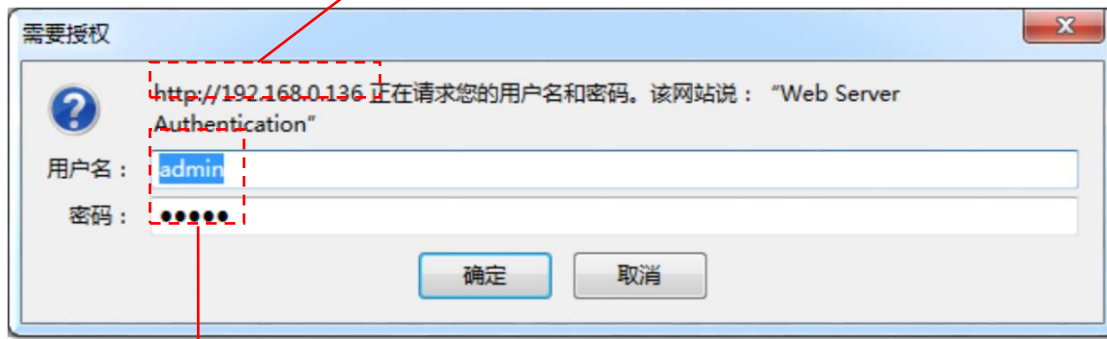 需要授权
http://192.168.0.136 正在请求您的用户名和密码。该网站说： “Web Server
Authentication”
用户名： admin
密码： ●●●●●
确定 取消